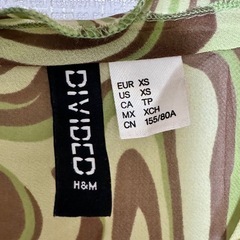 DIVIDED
H&M
EUR XS
US XS
CA TP
MX XCH
CN 155/80A